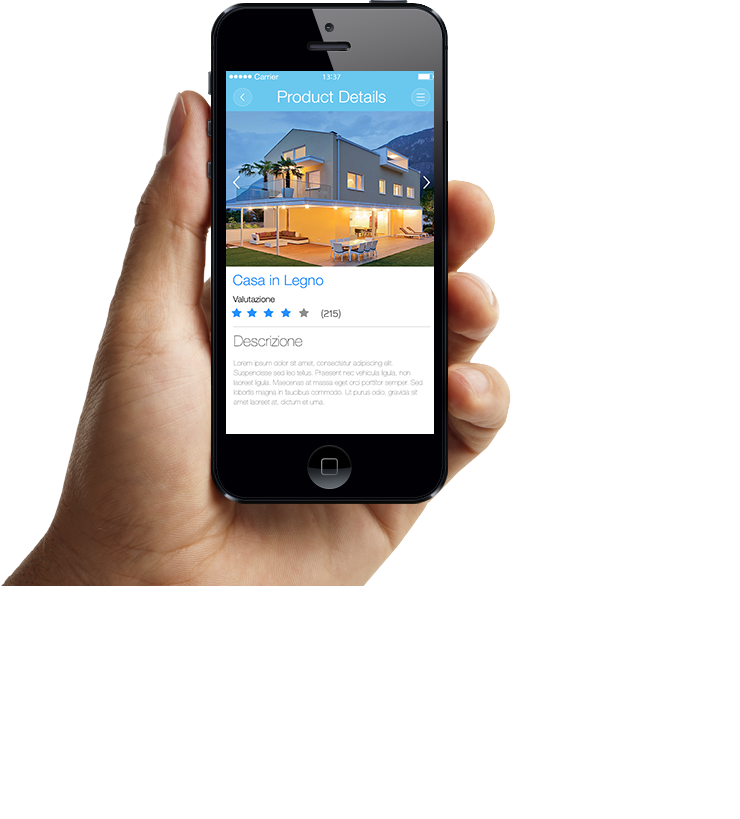 Carrier 13:37
Product Details
Casa in Legno
Valutazione
(215)
Descrizione
Lorem ipsum dolor sit amet, consectetur adipiscing elit.
Suspendisse sed leo tellus. Praesent nec vehicula ligula, non
laoreet ligula. Maecenas at massa eget orci porttitor semper. Sed
lobortis magna in faucibus commodo. Ut purus odio, gravida sit
amet laoreet et, dictum et urna.